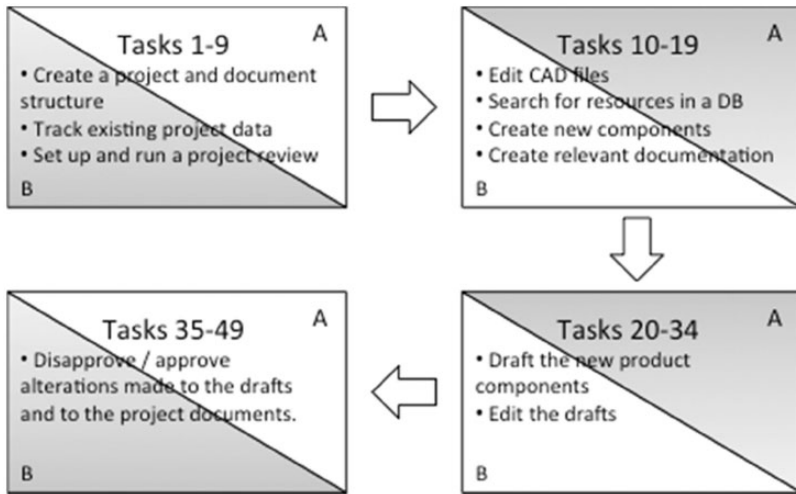 Tasks 1-9
A
• Create a project and document
structure
• Track existing project data
• Set up and run a project review
B
Tasks 10-19
A
• Edit CAD files
• Search for resources in a DB
• Create new components
• Create relevant documentation
B
Tasks 20-34
A
• Draft the new product
components
• Edit the drafts
B
Tasks 35-49
A
• Disapprove / approve
alterations made to the drafts
and to the project documents.
B